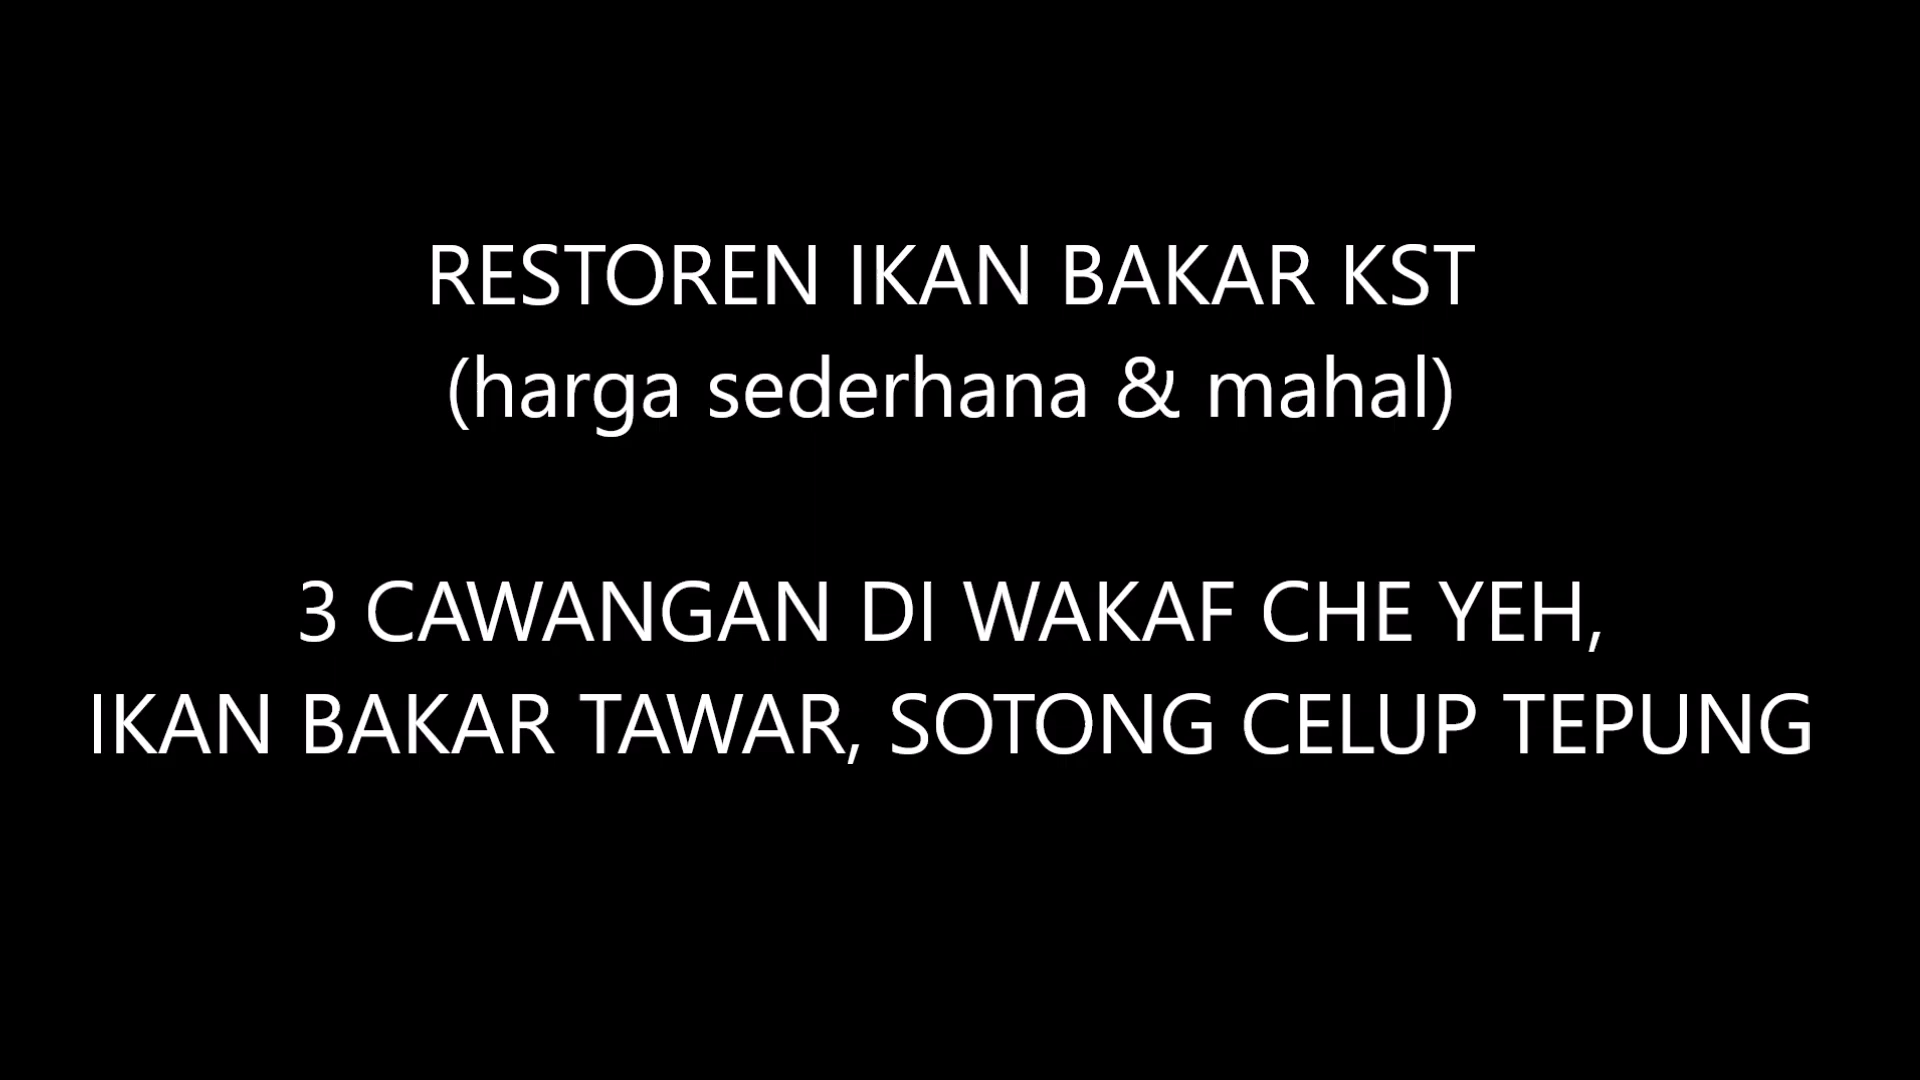 RESTOREN IKAN BAKAR KST
(harga sederhana & mahal)
3 CAWANGAN DI WAKAF CHE YEH,
IKAN BAKAR TAWAR, SOTONG CELUP TEPUNG